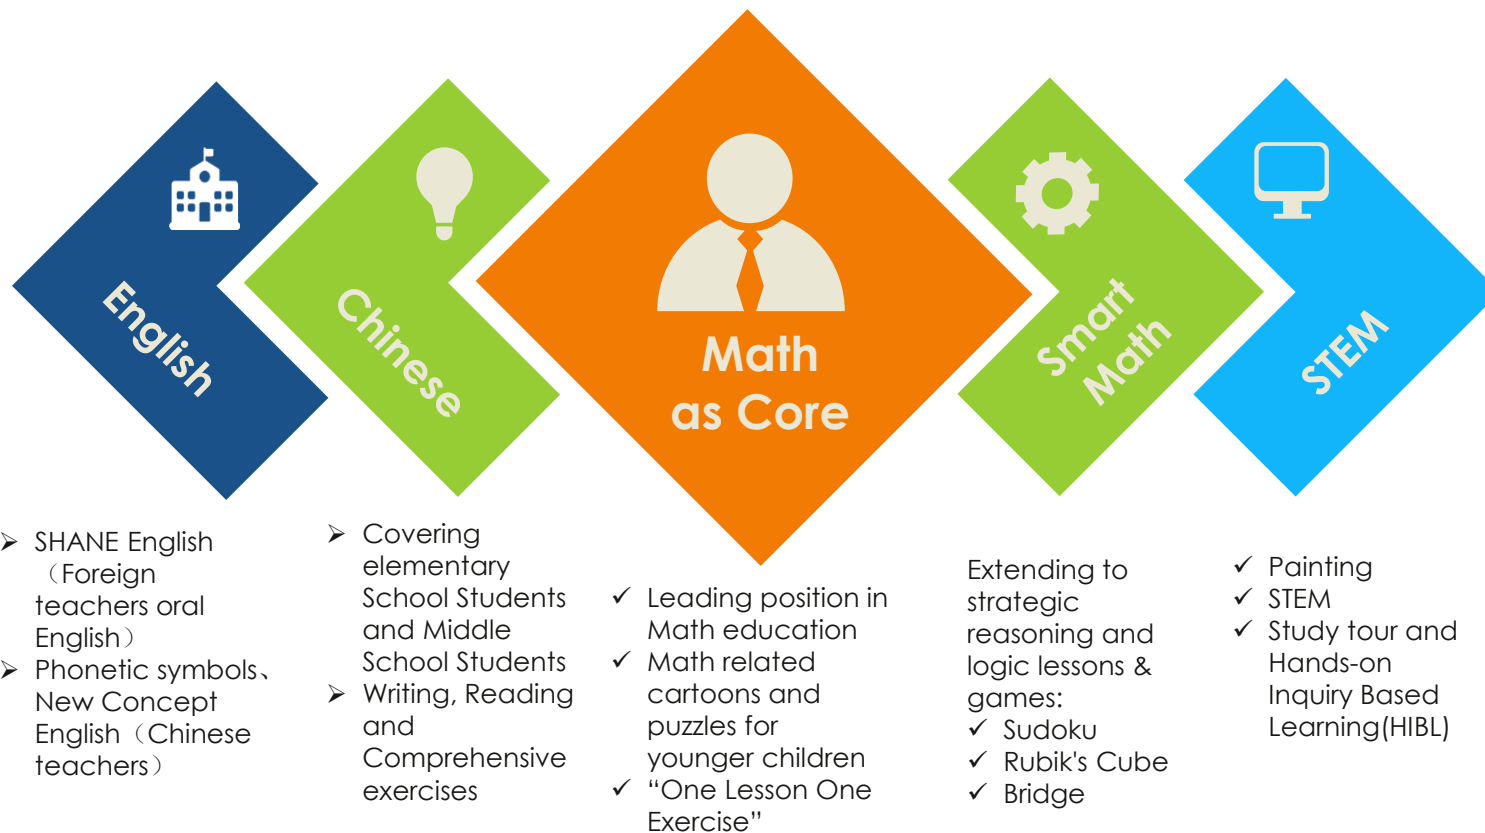 English
Chinese
Math
as Core
Smart
Math
STEM
➢ SHANE English
（Foreign
teachers oral
English）
➢ Phonetic symbols、
New Concept
English（Chinese
teachers）
➢ Covering
elementary
School Students
and Middle
School Students
➢ Writing, Reading
and
Comprehensive
exercises
✓ Leading position in
Math education
✓ Math related
cartoons and
puzzles for
younger children
✓ “One Lesson One
Exercise”
Extending to
strategic
reasoning and
logic lessons &
games:
✓ Sudoku
✓ Rubik's Cube
✓ Bridge
✓ Painting
✓ STEM
✓ Study tour and
Hands-on
Inquiry Based
Learning(HIBL)